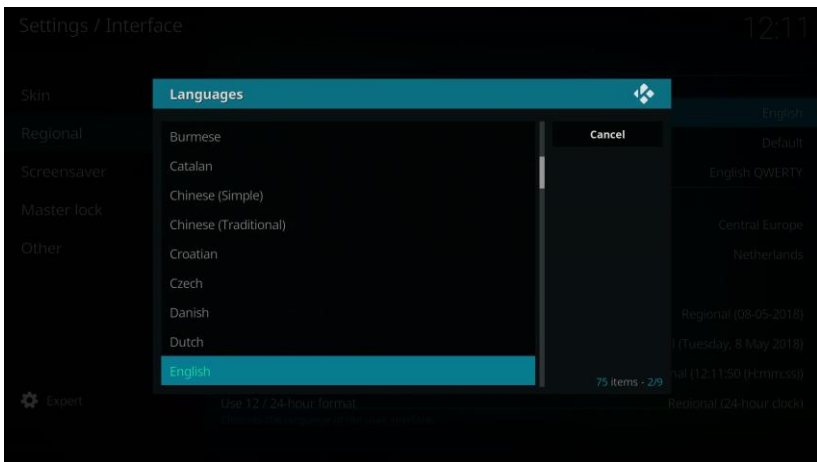 Settings / Interface
12:11
Languages
Skin
Regional
Screensaver
Master lock
Other
Burmese
Catalan
Chinese (Simple)
Chinese (Traditional)
Croatian
Czech
Danish
Dutch
English
Cancel
75 items - 2/9
English
Default
English QWERTY
Central Europe
Netherlands
Regional (08-05-2018)
(Tuesday, 8 May 2018)
(12:11:50 (H:mm:ss))
Expert
Use 12 / 24-hour format
Regional (24-hour clock)